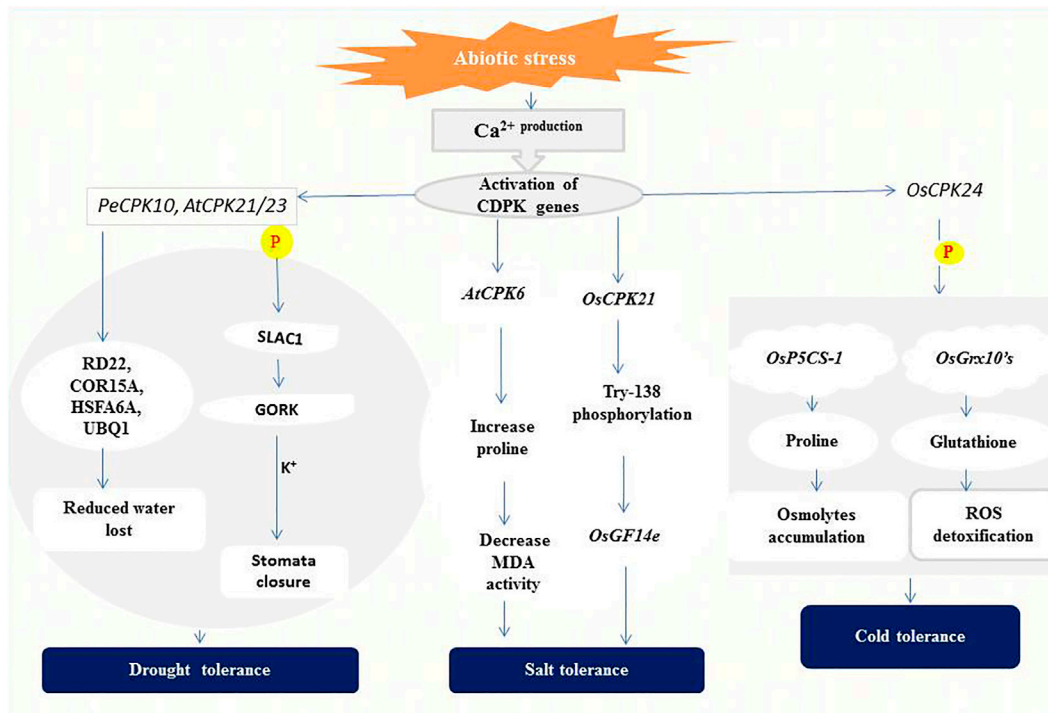 Abiotic stress
Ca²⁺ production
Activation of
CDPK genes
PeCPK10, AtCPK21/23
OsCPK24
P
P
AtCPK6
OsCPK21
SLAC1
RD22,
COR15A,
HSFA6A,
UBQ1
GORK
K⁺
Reduced water
lost
Stomata
closure
Increase
proline
Decrease
MDA
activity
Try-138
phosphorylation
OsGF14e
OsP5CS-1
OsGrx10's
Proline
Glutathione
Osmolytes
accumulation
ROS
detoxification
Drought tolerance
Salt tolerance
Cold tolerance